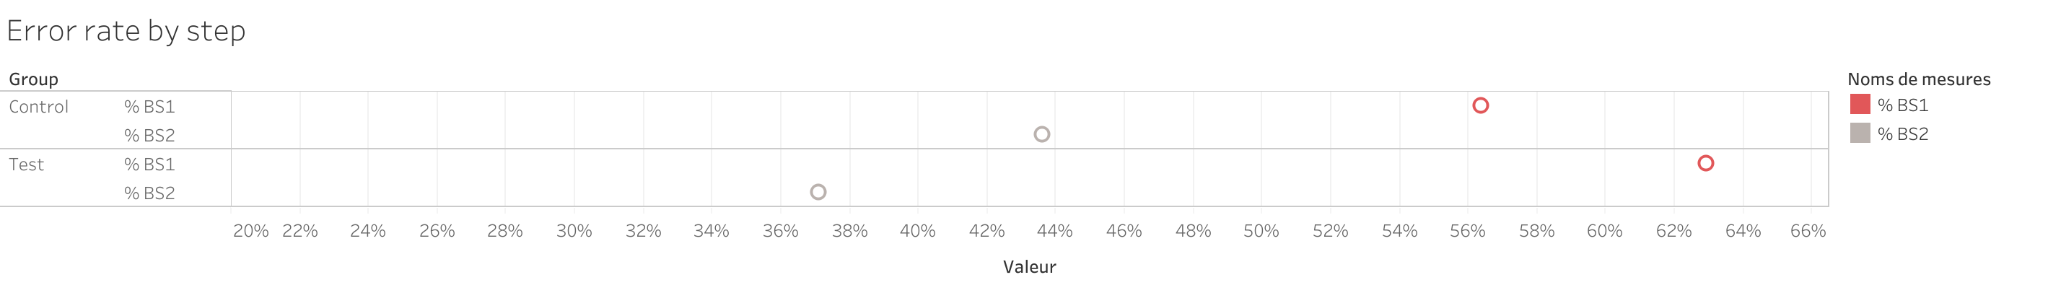 Error rate by step
Group
Noms de mesures
Control % BS1
% BS2
Test % BS1
% BS2
% BS1
% BS2
20% 22% 24% 26% 28% 30% 32% 34% 36% 38% 40% 42% 44% 46% 48% 50% 52% 54% 56% 58% 60% 62% 64% 66%
Valeur